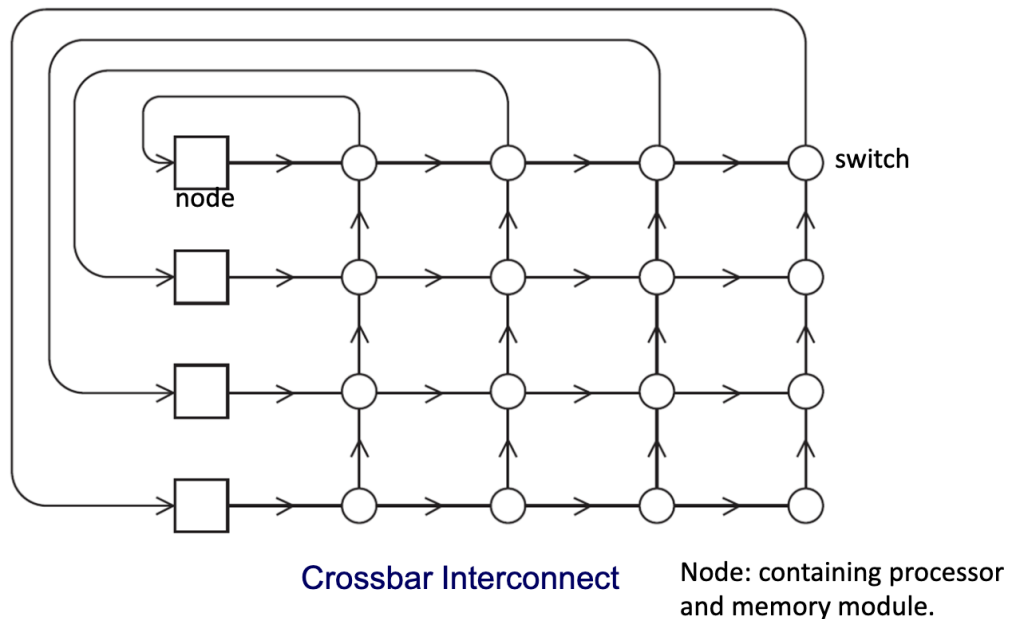 switch
node
Crossbar Interconnect
Node: containing processor
and memory module.